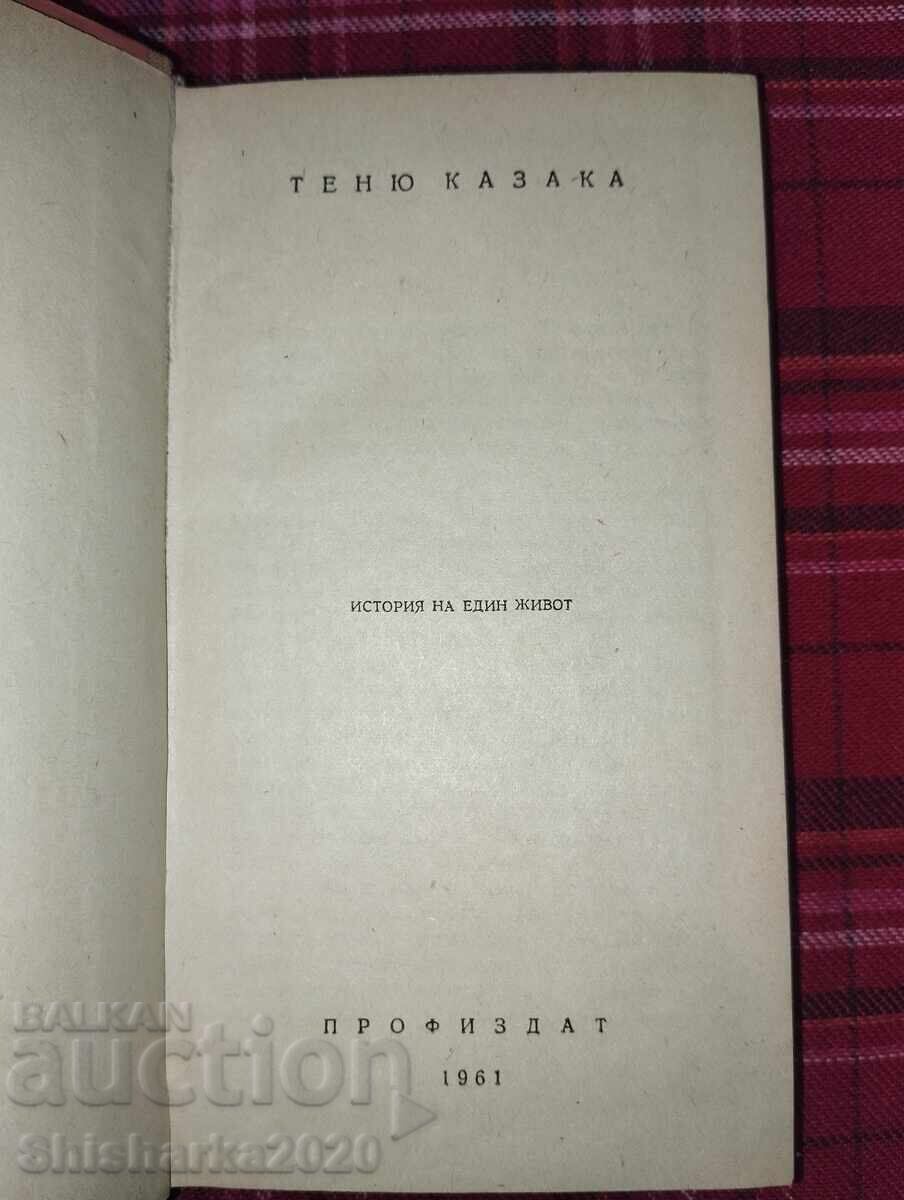 ТЕНЮ КАЗАКА
ИСТОРИЯ НА ЕДИН ЖИВОТ
ПРОФИЗДАТ
1961
BALKAN
auction
Shisharka2020